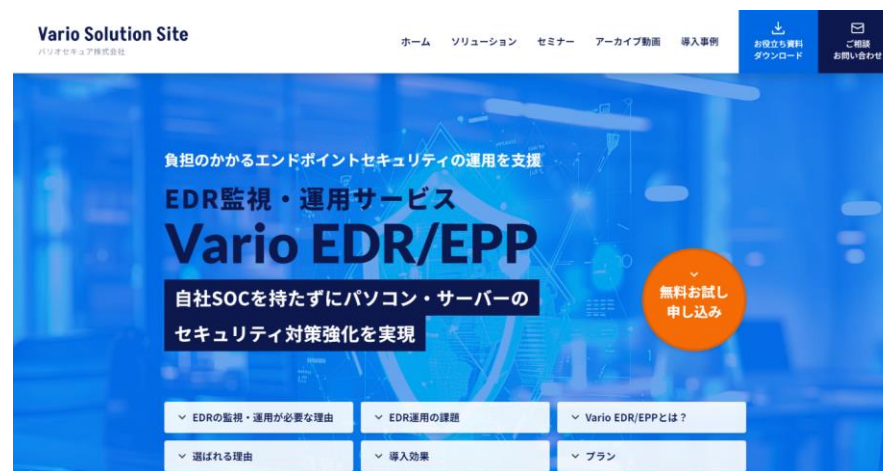 Vario Solution Site
バリオセキュア株式会社
ホーム ソリューション セミナー アーカイブ動画 導入事例
お役立ち資料
ダウンロード
ご相談
お問い合わせ
負担のかかるエンドポイントセキュリティの運用を支援
EDR監視・運用サービス
Vario EDR/EPP
自社SOCを持たずにパソコン・サーバーの
セキュリティ対策強化を実現
無料お試し
申し込み
EDRの監視・運用が必要な理由 EDR運用の課題 Vario EDR/EPPとは？
選ばれる理由 導入効果 プラン